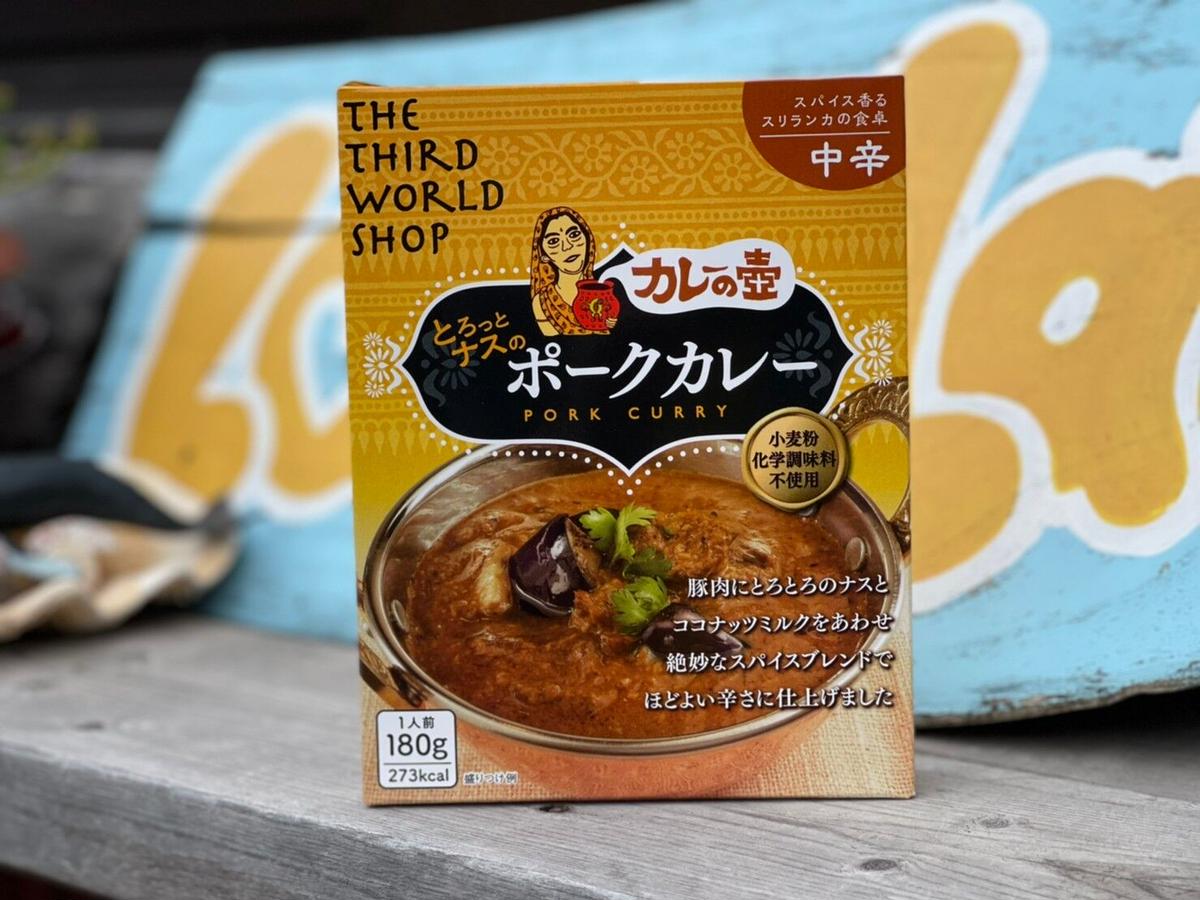 THE
THIRD
WORLD
SHOP
スパイス香る
スリランカの食卓
中辛
カレーの壺
とろっと
ナスの
ポークカレー
PORK CURRY
小麦粉
化学調味料
不使用
豚肉にとろとろのナスと
ココナッツミルクをあわせ
絶妙なスパイスブレンドで
ほどよい辛さに仕上げました
1人前
180g
273kcal
盛りつけ例